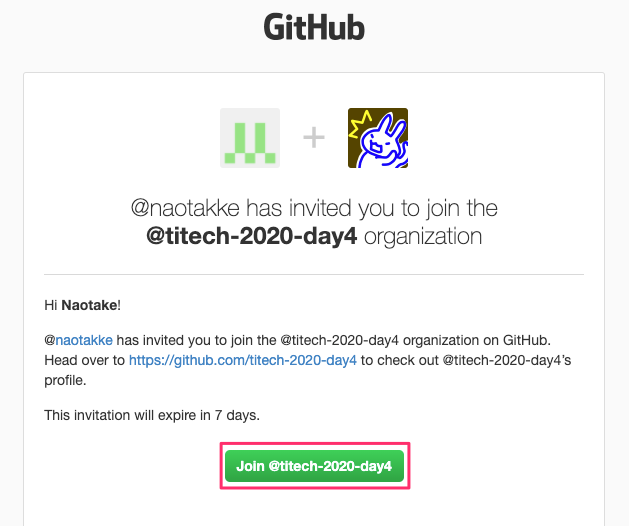 GitHub
@naotakke has invited you to join the
@titech-2020-day4 organization
Hi Naotake!
@naotakke has invited you to join the @titech-2020-day4 organization on GitHub.
Head over to https://github.com/titech-2020-day4 to check out @titech-2020-day4's
profile.
This invitation will expire in 7 days.
Join @titech-2020-day4